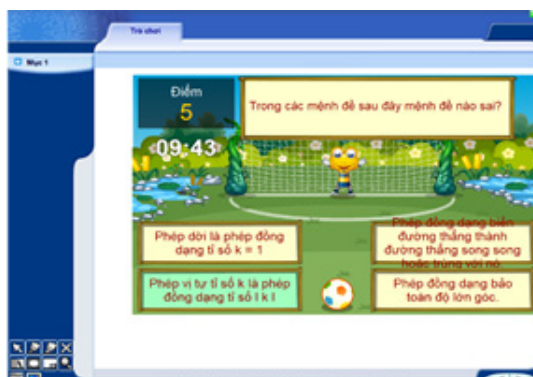 Trò chơi
Mục 1
Điểm
5
09:43
Trong các mệnh đề sau đây mệnh đề nào sai?
Phép dời là phép đồng
dạng tỉ số k = 1
Phép đồng dạng biến
đường thẳng thành
đường thẳng song song
hoặc trùng với nó.
Phép vị tự tỉ số k là phép
đồng dạng tỉ số l k l
Phép đồng dạng bảo
toàn độ lớn góc.